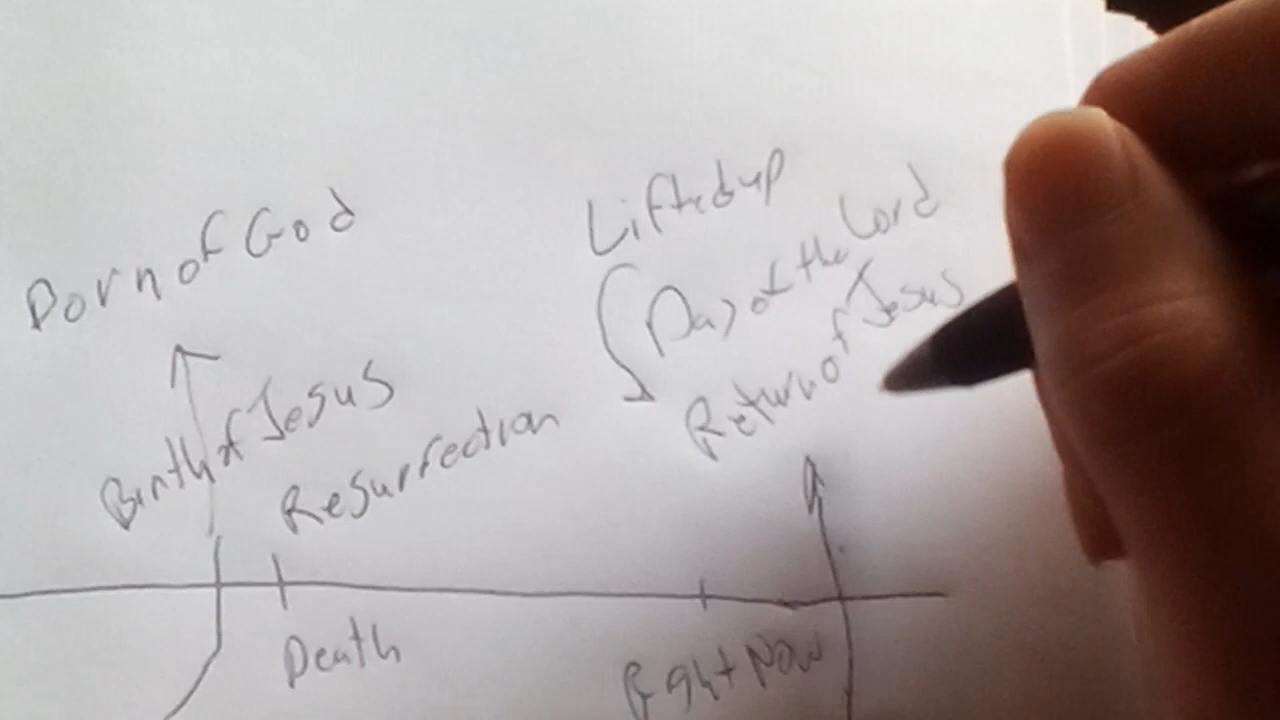 Born of God
Lifted up
Day of the Lord
Return of Jesus
Birth of Jesus
Resurrection
Death
Right Now